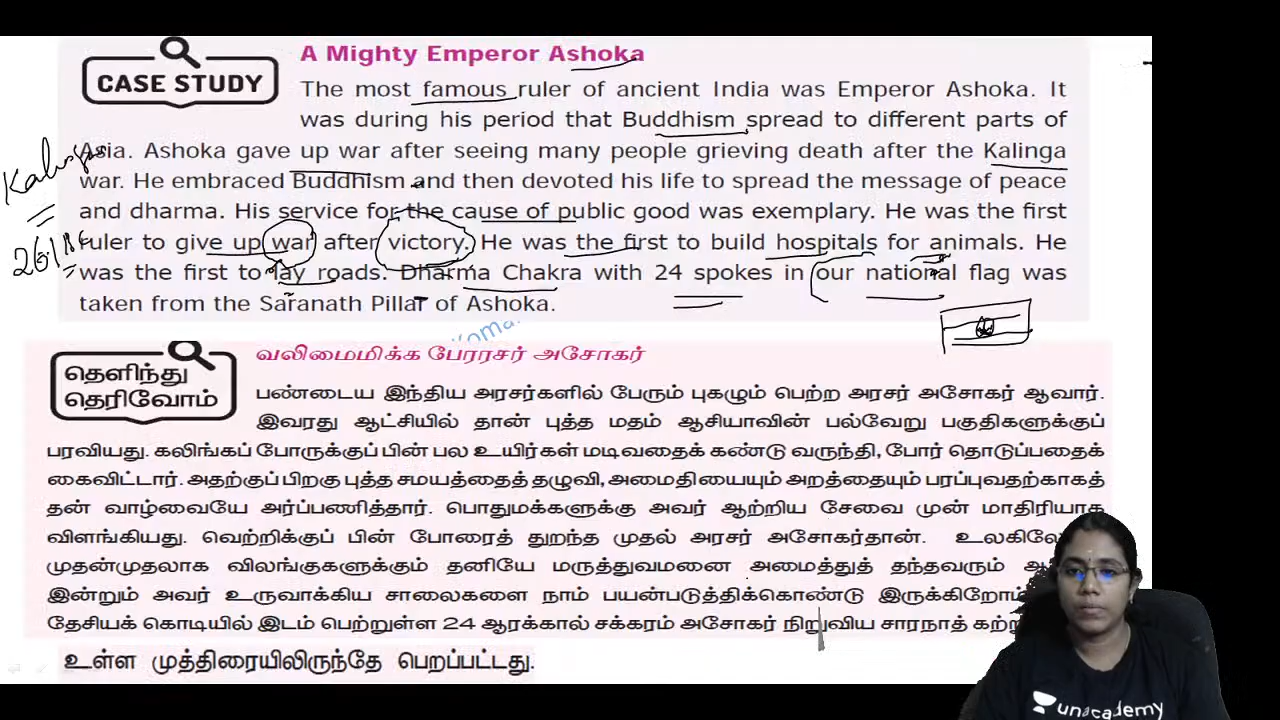 A Mighty Emperor Ashoka
CASE STUDY
The most famous ruler of ancient India was Emperor Ashoka. It
was during his period that Buddhism spread to different parts of
Asia. Ashoka gave up war after seeing many people grieving death after the Kalinga
war. He embraced Buddhism and then devoted his life to spread the message of peace
and dharma. His service for the cause of public good was exemplary. He was the first
ruler to give up war after victory. He was the first to build hospitals for animals. He
was the first to lay roads. Dharma Chakra with 24 spokes in our national flag was
taken from the Saranath Pillar of Ashoka.
வலிமைமிக்க பேரரசர் அசோகர்
தெளிந்து
தெரிவோம்
பண்டைய இந்திய அரசர்களில் பேரும் புகழும் பெற்ற அரசர் அசோகர் ஆவார்.
இவரது ஆட்சியில் தான் புத்த மதம் ஆசியாவின் பல்வேறு பகுதிகளுக்குப்
பரவியது. கலிங்கப் போருக்குப் பின் பல உயிர்கள் மடிவதைக் கண்டு வருந்தி, போர் தொடுப்பதைக்
கைவிட்டார். அதற்குப் பிறகு புத்த சமயத்தைத் தழுவி, அமைதியையும் அறத்தையும் பரப்புவதற்காகத்
தன் வாழ்வையே அர்ப்பணித்தார். பொதுமக்களுக்கு அவர் ஆற்றிய சேவை முன் மாதிரியாக
விளங்கியது. வெற்றிக்குப் பின் போரைத் துறந்த முதல் அரசர் அசோகர்தான்.
முதன்முதலாக விலங்குகளுக்கும் தனியே மருத்துவமனை அமைத்துத் தந்தவரும்
இன்றும் அவர் உருவாக்கிய சாலைகளை நாம் பயன்படுத்திக்கொண்டு
தேசியக் கொடியில் இடம் பெற்றுள்ள 24 ஆரக்கால் சக்கரம் அசோகர் நிறுவிய சாரநாத்
உள்ள முத்திரையிலிருந்தே பெறப்பட்டது.
unacademy